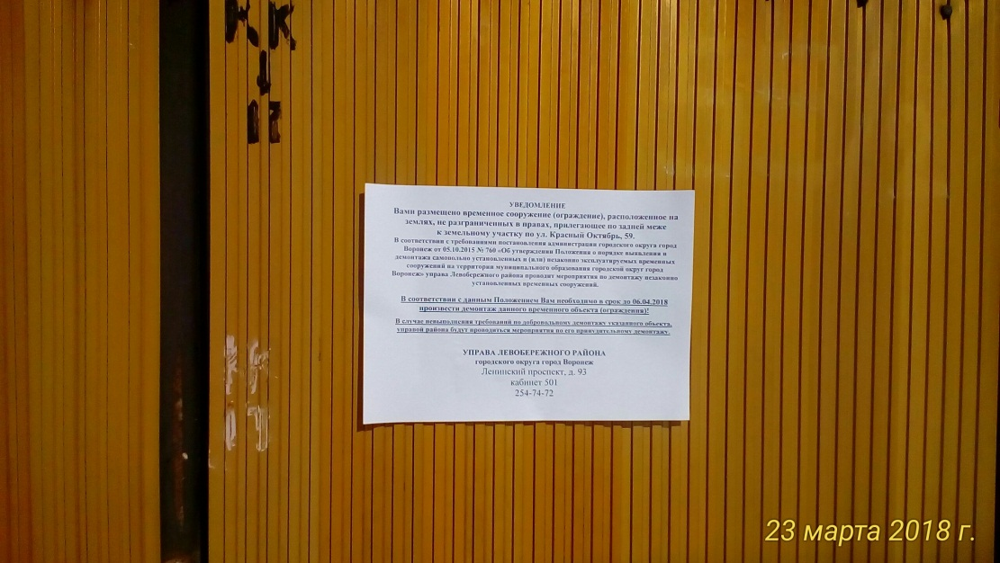 К.К.
17
УВЕДОМЛЕНИЕ
Вами размещено временное сооружение (ограждение), расположенное на
землях, не разграниченных в правах, прилегающее по задней меже
к земельному участку по ул. Красный Октябрь, 59.
В соответствии с требованиями постановления администрации городского округа город
Воронеж от 05.10.2015 № 760 «Об утверждении Положения о порядке выявления и
демонтажа самовольно установленных и (или) незаконно эксплуатируемых временных
сооружений на территории муниципального образования городской округ город
Воронеж» управа Левобережного района проводит мероприятия по демонтажу незаконно
установленных временных сооружений.
В соответствии с данным Положением Вам необходимо в срок до 06.04.2018
произвести демонтаж данного временного объекта (ограждения)!
В случае невыполнения требований по добровольному демонтажу указанного объекта,
управой района будут проводиться мероприятия по его принудительному демонтажу.
УПРАВА ЛЕВОБЕРЕЖНОГО РАЙОНА
городского округа город Воронеж
Ленинский проспект, д. 93
кабинет 501
254-74-72
23 марта 2018 г.